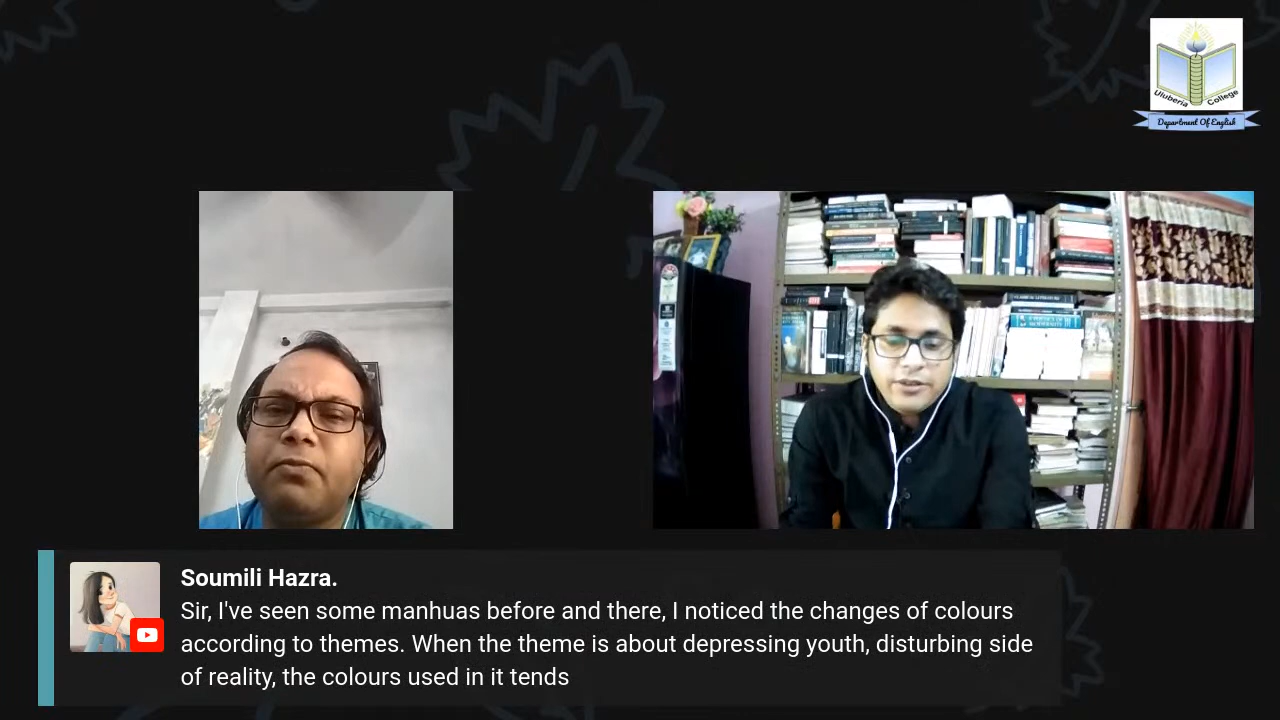 Uluberia College
Department Of English
Soumili Hazra.
Sir, I've seen some manhuas before and there, I noticed the changes of colours
according to themes. When the theme is about depressing youth, disturbing side
of reality, the colours used in it tends